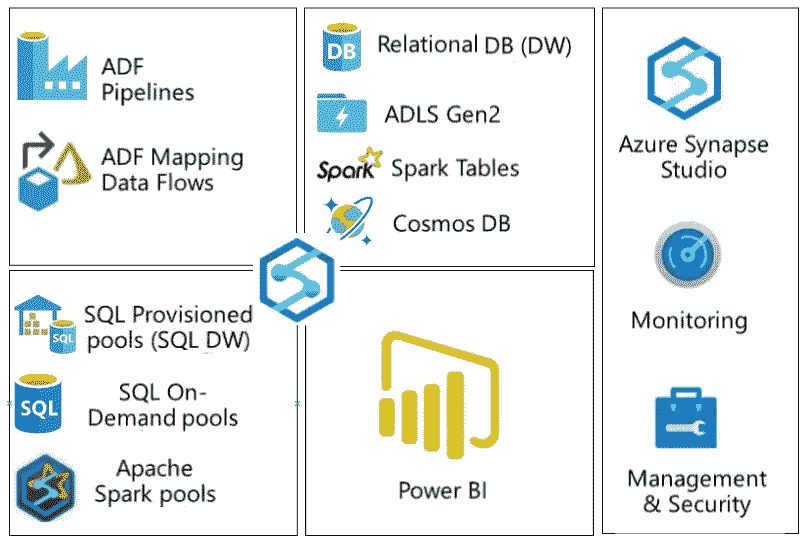 ADF
Pipelines
ADF Mapping
Data Flows
DB
Relational DB (DW)
ADLS Gen2
Spark
Spark Tables
Cosmos DB
SQL Provisioned
pools (SQL DW)
SQL
SQL
SQL On-
Demand pools
Apache
Spark pools
Power BI
Azure Synapse
Studio
Monitoring
Management
& Security